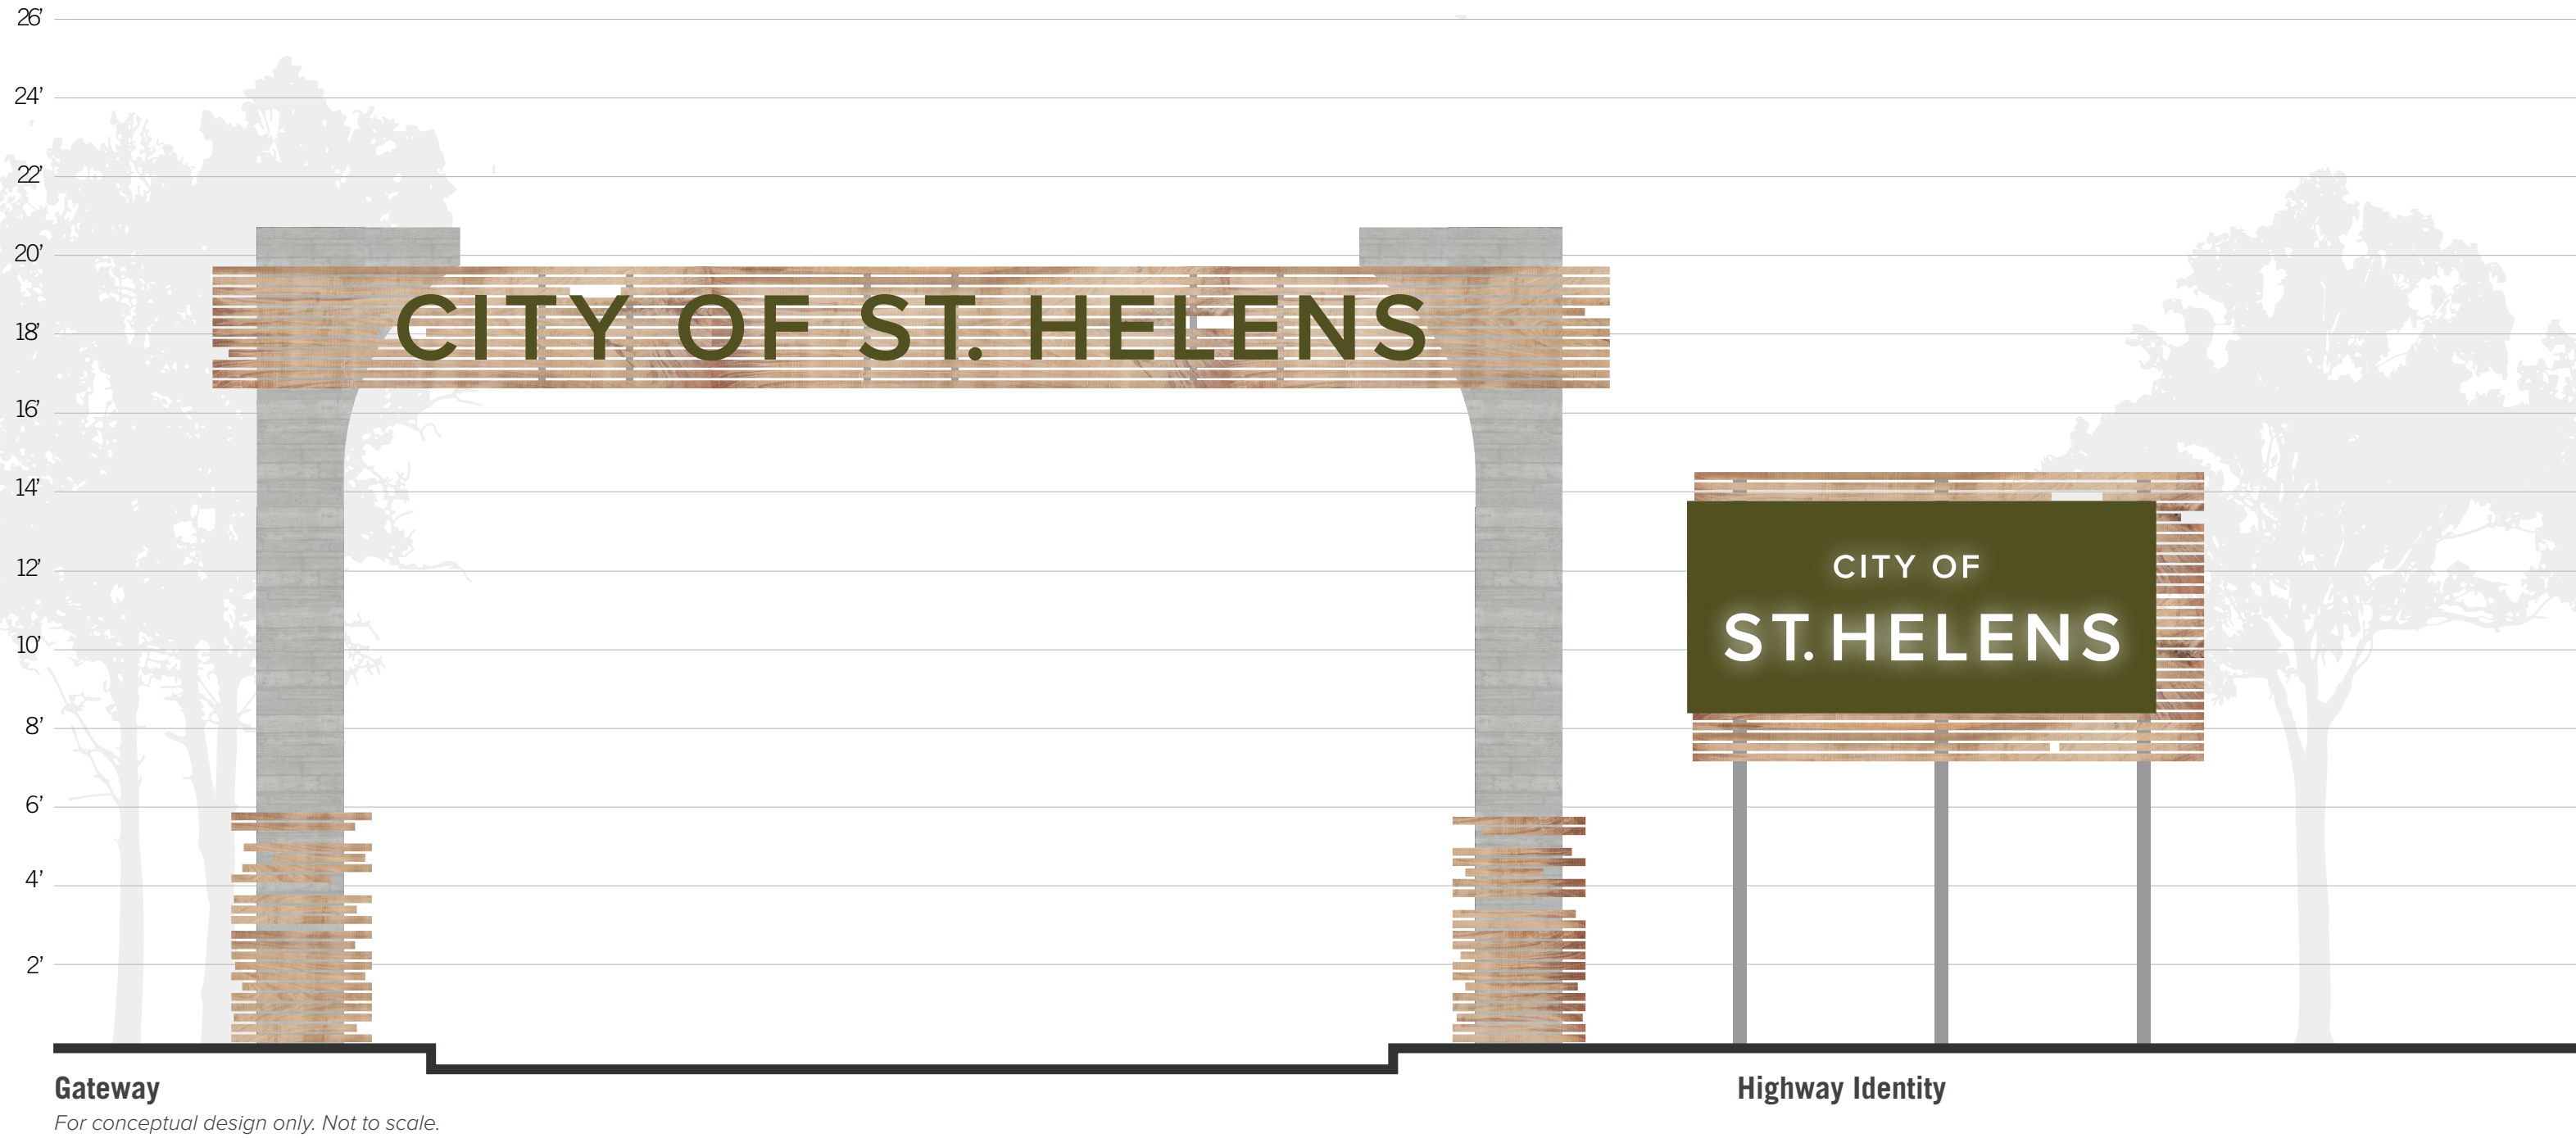 26’
24’
22’
20’
18’
16’
14’
12’
10’
8’
6’
4’
2’
CITY OF ST. HELENS
CITY OF
ST. HELENS
Gateway
For conceptual design only. Not to scale.
Highway Identity